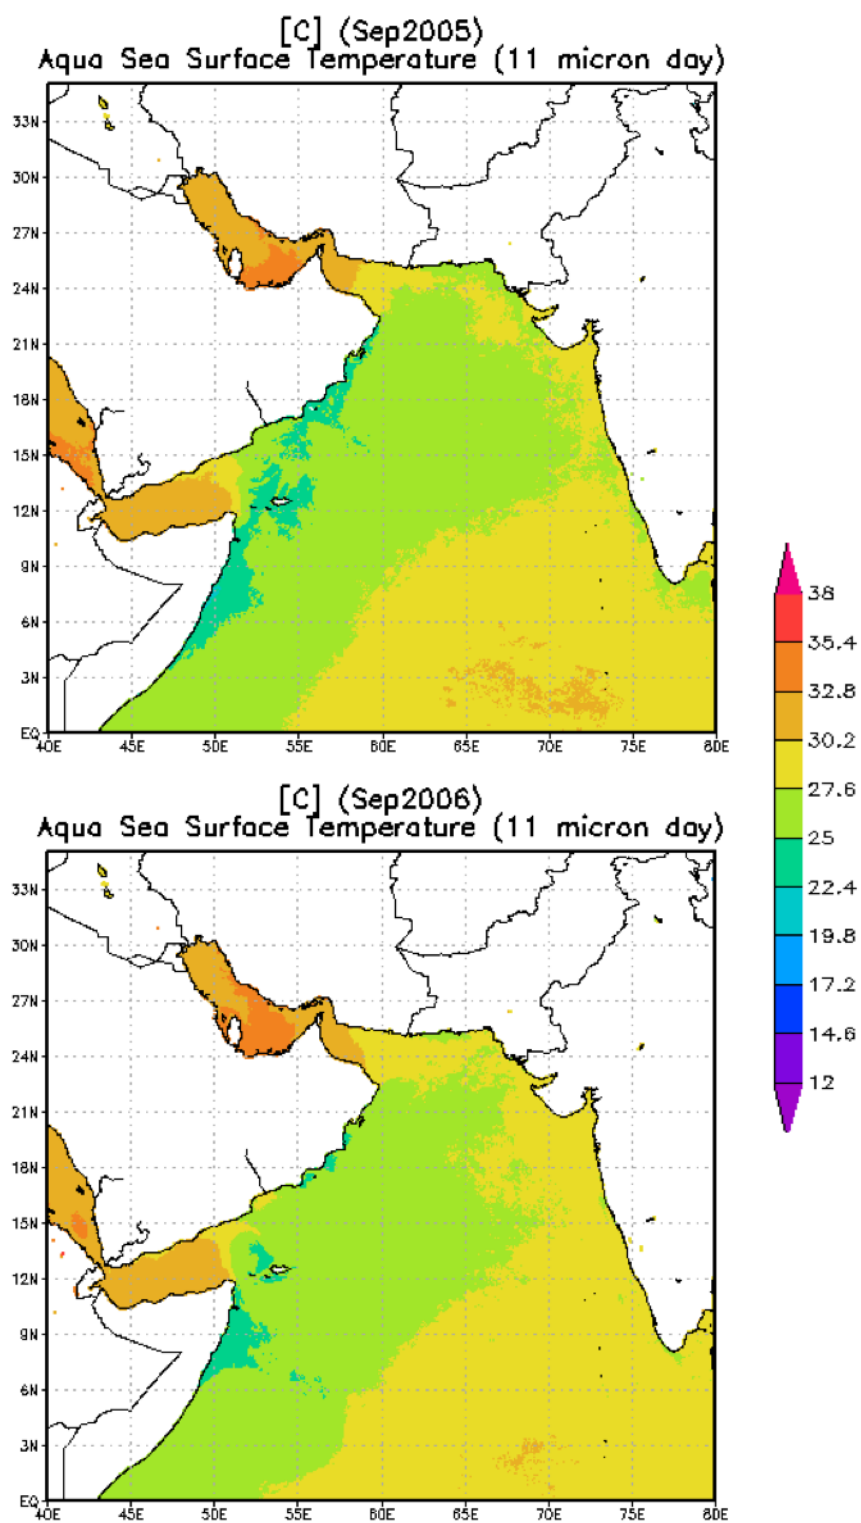 [C] (Sep2005)
Aqua Sea Surface Temperature (11 micron day)
33N
30N
27N
24N
21N
18N
15N
12N
9N
6N
3N
EQ
40E 45E 50E 55E 60E 65E 70E 75E 80E
[C] (Sep2006)
Aqua Sea Surface Temperature (11 micron day)
33N
30N
27N
24N
21N
18N
15N
12N
9N
6N
3N
EQ
40E 45E 50E 55E 60E 65E 70E 75E 80E
38
35.4
32.8
30.2
27.6
25
22.4
19.8
17.2
14.6
12